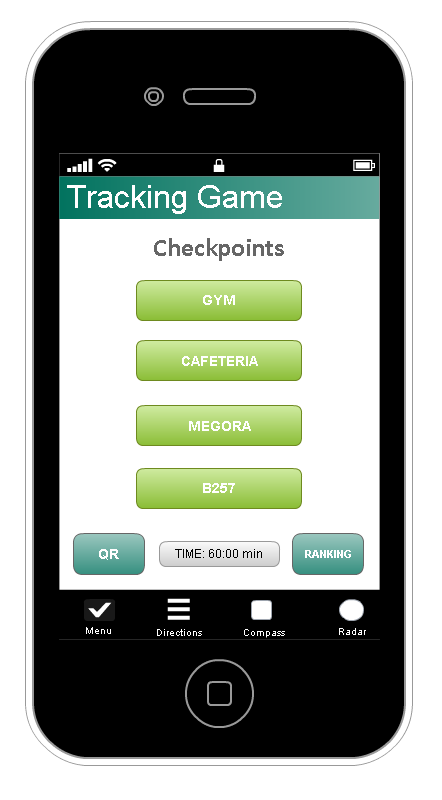 Tracking Game
Checkpoints
GYM
CAFETERIA
MEGORA
B257
QR
TIME: 60:00 min
RANKING
Menu
Directions
Compass
Radar